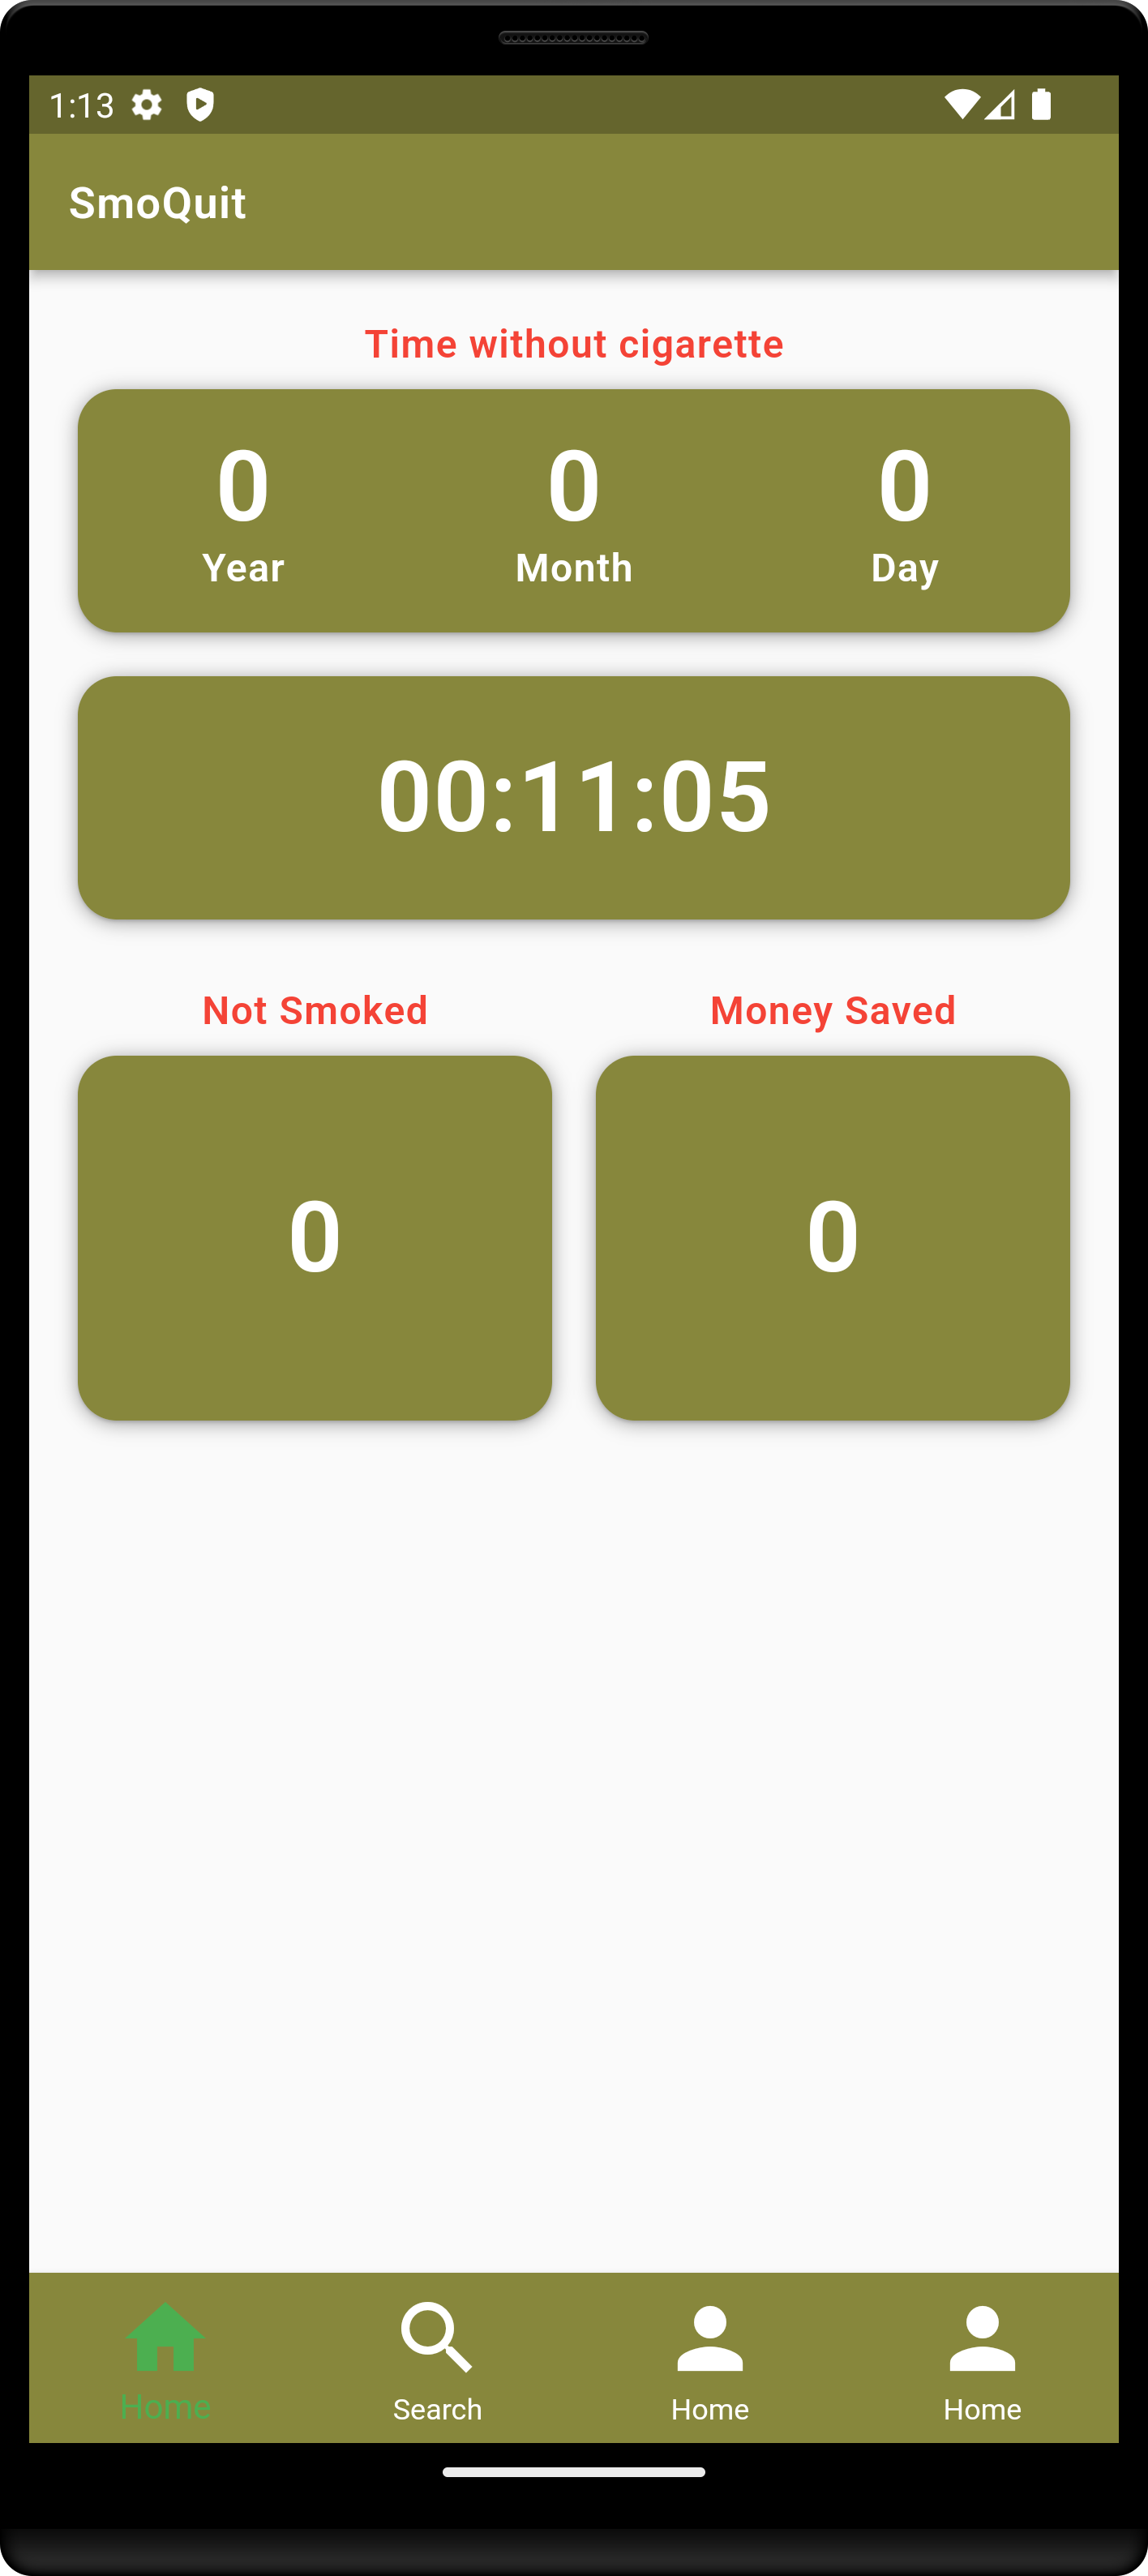 1:13
SmoQuit
Time without cigarette
0 0 0
Year Month Day
00:11:05
Not Smoked Money Saved
0 0
Home Search Home Home